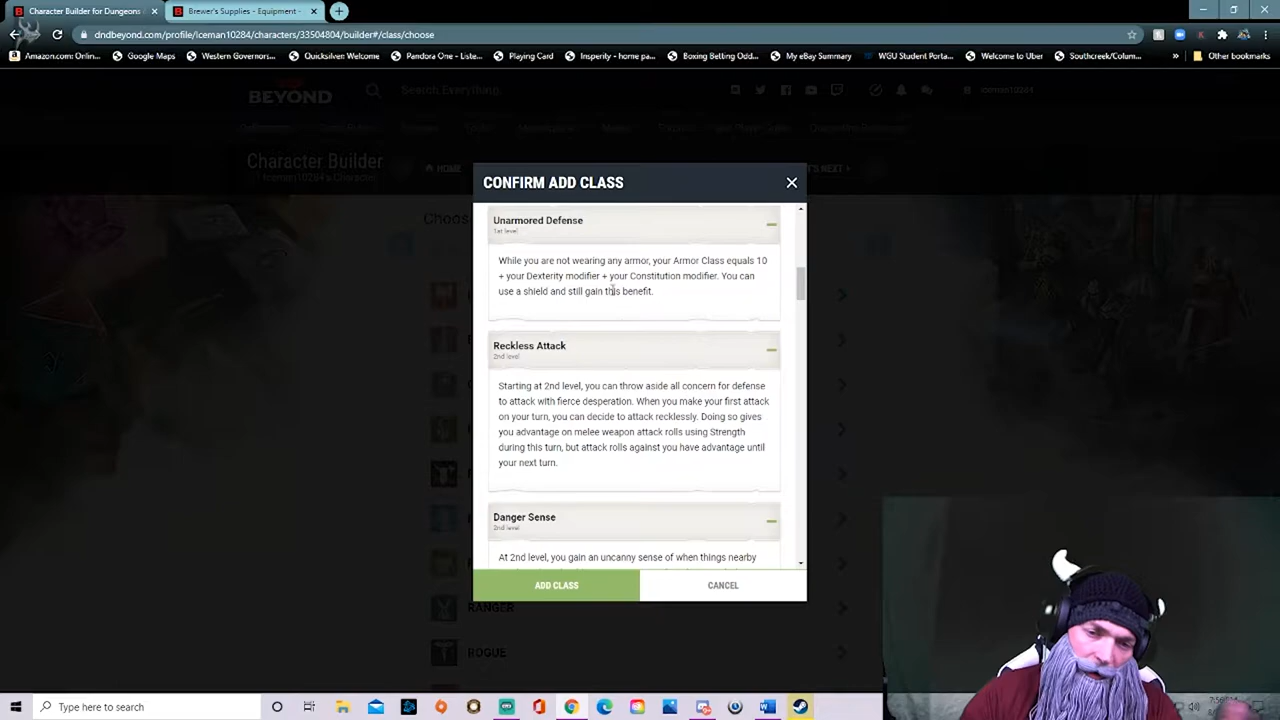 Character Builder for Dungeons
Brewer's Supplies - Equipment -
dndbeyond.com/profile/Iceman10284/characters/33504804/builder#/class/choose
Amazon.com: Onlin...
Google Maps
Western Governors...
Quicksilver: Welcome
Pandora One - Liste...
Playing Card
Insperity - home pa...
Boxing Betting Odd...
My eBay Summary
WGU Student Porta...
Welcome to Uber
Southcreek/Colum...
»
Other bookmarks
BEYOND
Search Everything...
Iceman10284
Character Builder
Iceman10284's Character
HOME
CONFIRM ADD CLASS
Unarmored Defense
1st level
While you are not wearing any armor, your Armor Class equals 10
+ your Dexterity modifier + your Constitution modifier. You can
use a shield and still gain this benefit.
Reckless Attack
2nd level
Starting at 2nd level, you can throw aside all concern for defense
to attack with fierce desperation. When you make your first attack
on your turn, you can decide to attack recklessly. Doing so gives
you advantage on melee weapon attack rolls using Strength
during this turn, but attack rolls against you have advantage until
your next turn.
Danger Sense
2nd level
At 2nd level, you gain an uncanny sense of when things nearby
ADD CLASS
CANCEL
RANGER
ROGUE
Type here to search